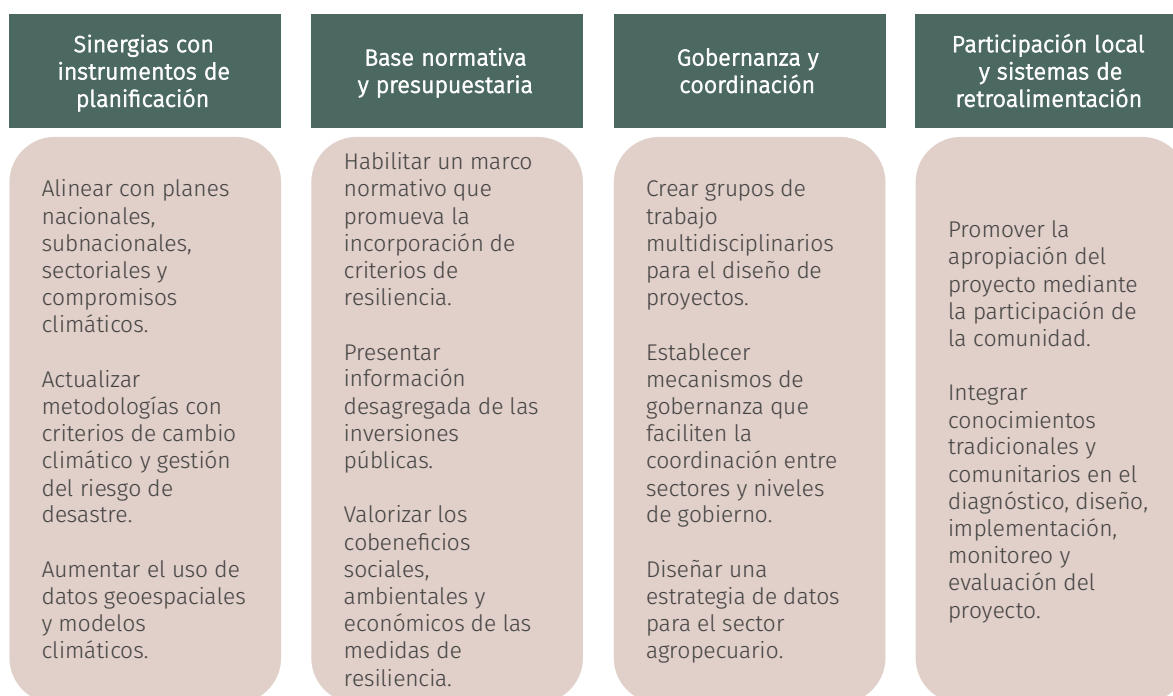 Sinergias con
instrumentos de
planificación
Alinear con planes
nacionales,
subnacionales,
sectoriales y
compromisos
climáticos.
Actualizar
metodologías con
criterios de cambio
climático y gestión
del riesgo de
desastre.
Aumentar el uso de
datos geoespaciales
y modelos
climáticos.
Base normativa
y presupuestaria
Habilitar un marco
normativo que
promueva la
incorporación de
criterios de
resiliencia.
Presentar
información
desagregada de las
inversiones
públicas.
Valorizar los
cobeneficios
sociales,
ambientales y
económicos de las
medidas de
resiliencia.
Gobernanza y
coordinación
Crear grupos de
trabajo
multidisciplinarios
para el diseño de
proyectos.
Establecer
mecanismos de
gobernanza que
faciliten la
coordinación entre
sectores y niveles
de gobierno.
Diseñar una
estrategia de datos
para el sector
agropecuario.
Participación local
y sistemas de
retroalimentación
Promover la
apropiación del
proyecto mediante
la participación de
la comunidad.
Integrar
conocimientos
tradicionales y
comunitarios en el
diagnóstico, diseño,
implementación,
monitoreo y
evaluación del
proyecto.